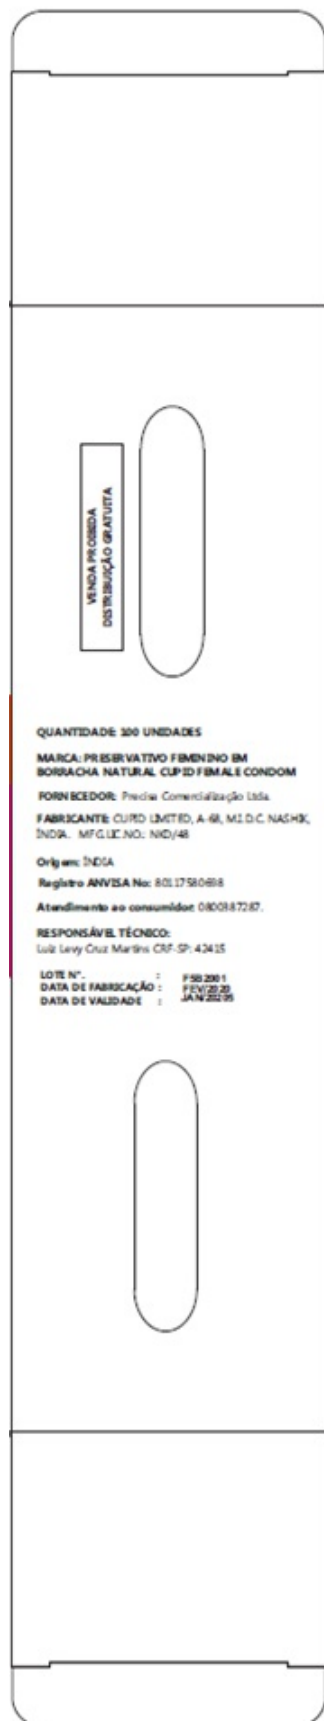 VENDA PROIBIDA
DISTRIBUIÇÃO GRATUITA
QUANTIDADE: 100 UNIDADES
MARCA: PRESERVATIVO FEMININO EM
BORRACHA NATURAL CUPID FEMALE CONDOM
FORNECEDOR: Precisa Comercialização Ltda.
FABRICANTE: CUPID LIMITED, A-68, M.I.D.C. NASHIK,
ÍNDIA. MFG.LIC.NO.: NKD/48
Origem: ÍNDIA
Registro ANVISA No: 80117580698
Atendimento ao consumidor: 0800387287.
RESPONSÁVEL TÉCNICO:
Luiz Levy Cruz Martins CRF-SP: 42415
LOTE N°. : FSB2001
DATA DE FABRICAÇÃO : FEV/2020
DATA DE VALIDADE : JAN/20205